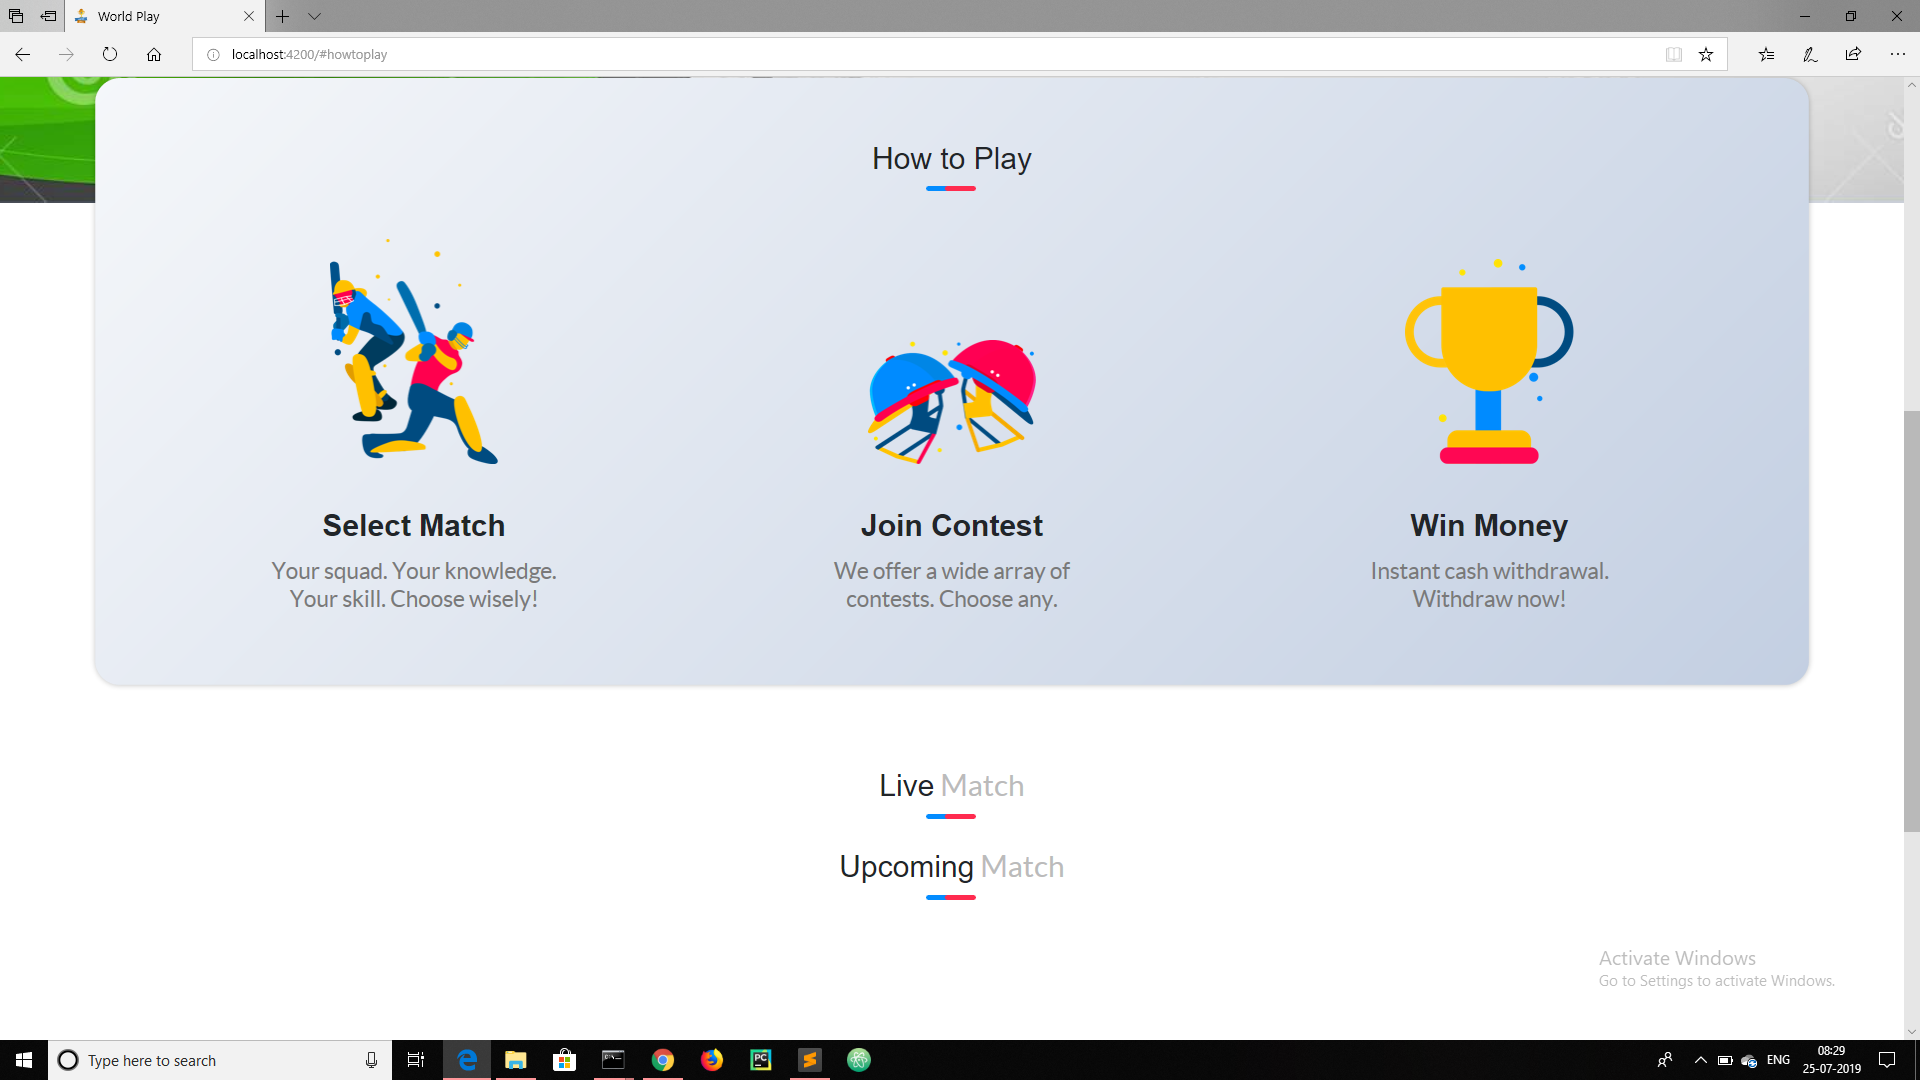 World Play
localhost:4200/#howtoplay
How to Play
Select Match
Your squad. Your knowledge.
Your skill. Choose wisely!
Join Contest
We offer a wide array of
contests. Choose any.
Win Money
Instant cash withdrawal.
Withdraw now!
Live Match
Upcoming Match
Activate Windows
Go to Settings to activate Windows.
Type here to search
PC
ENG
08:29
25-07-2019